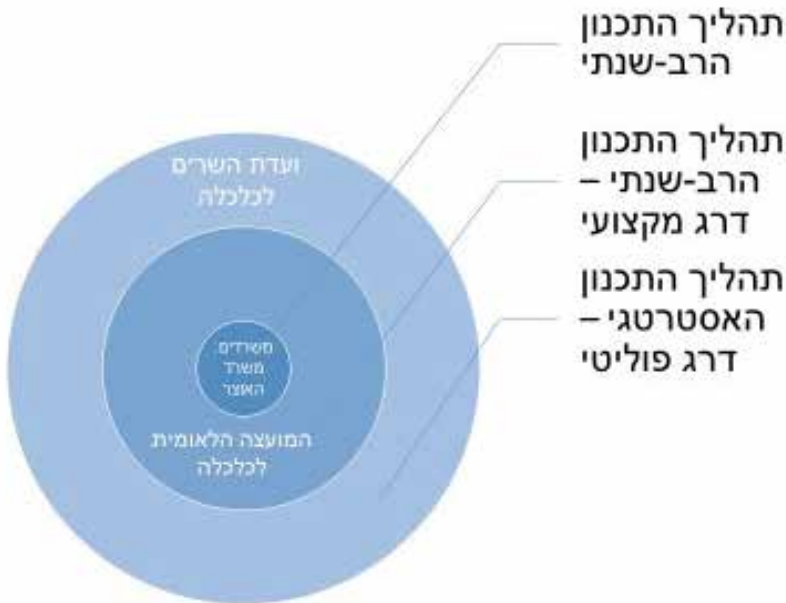 תהליך התכנון
הרב-שנתי
תהליך התכנון
הרב-שנתי –
דרג מקצועי
תהליך התכנון
האסטרטגי –
דרג פוליטי
ועדת השרים
לכלכלה
משרדים
משרד
האוצר
המועצה הלאומית
לכלכלה